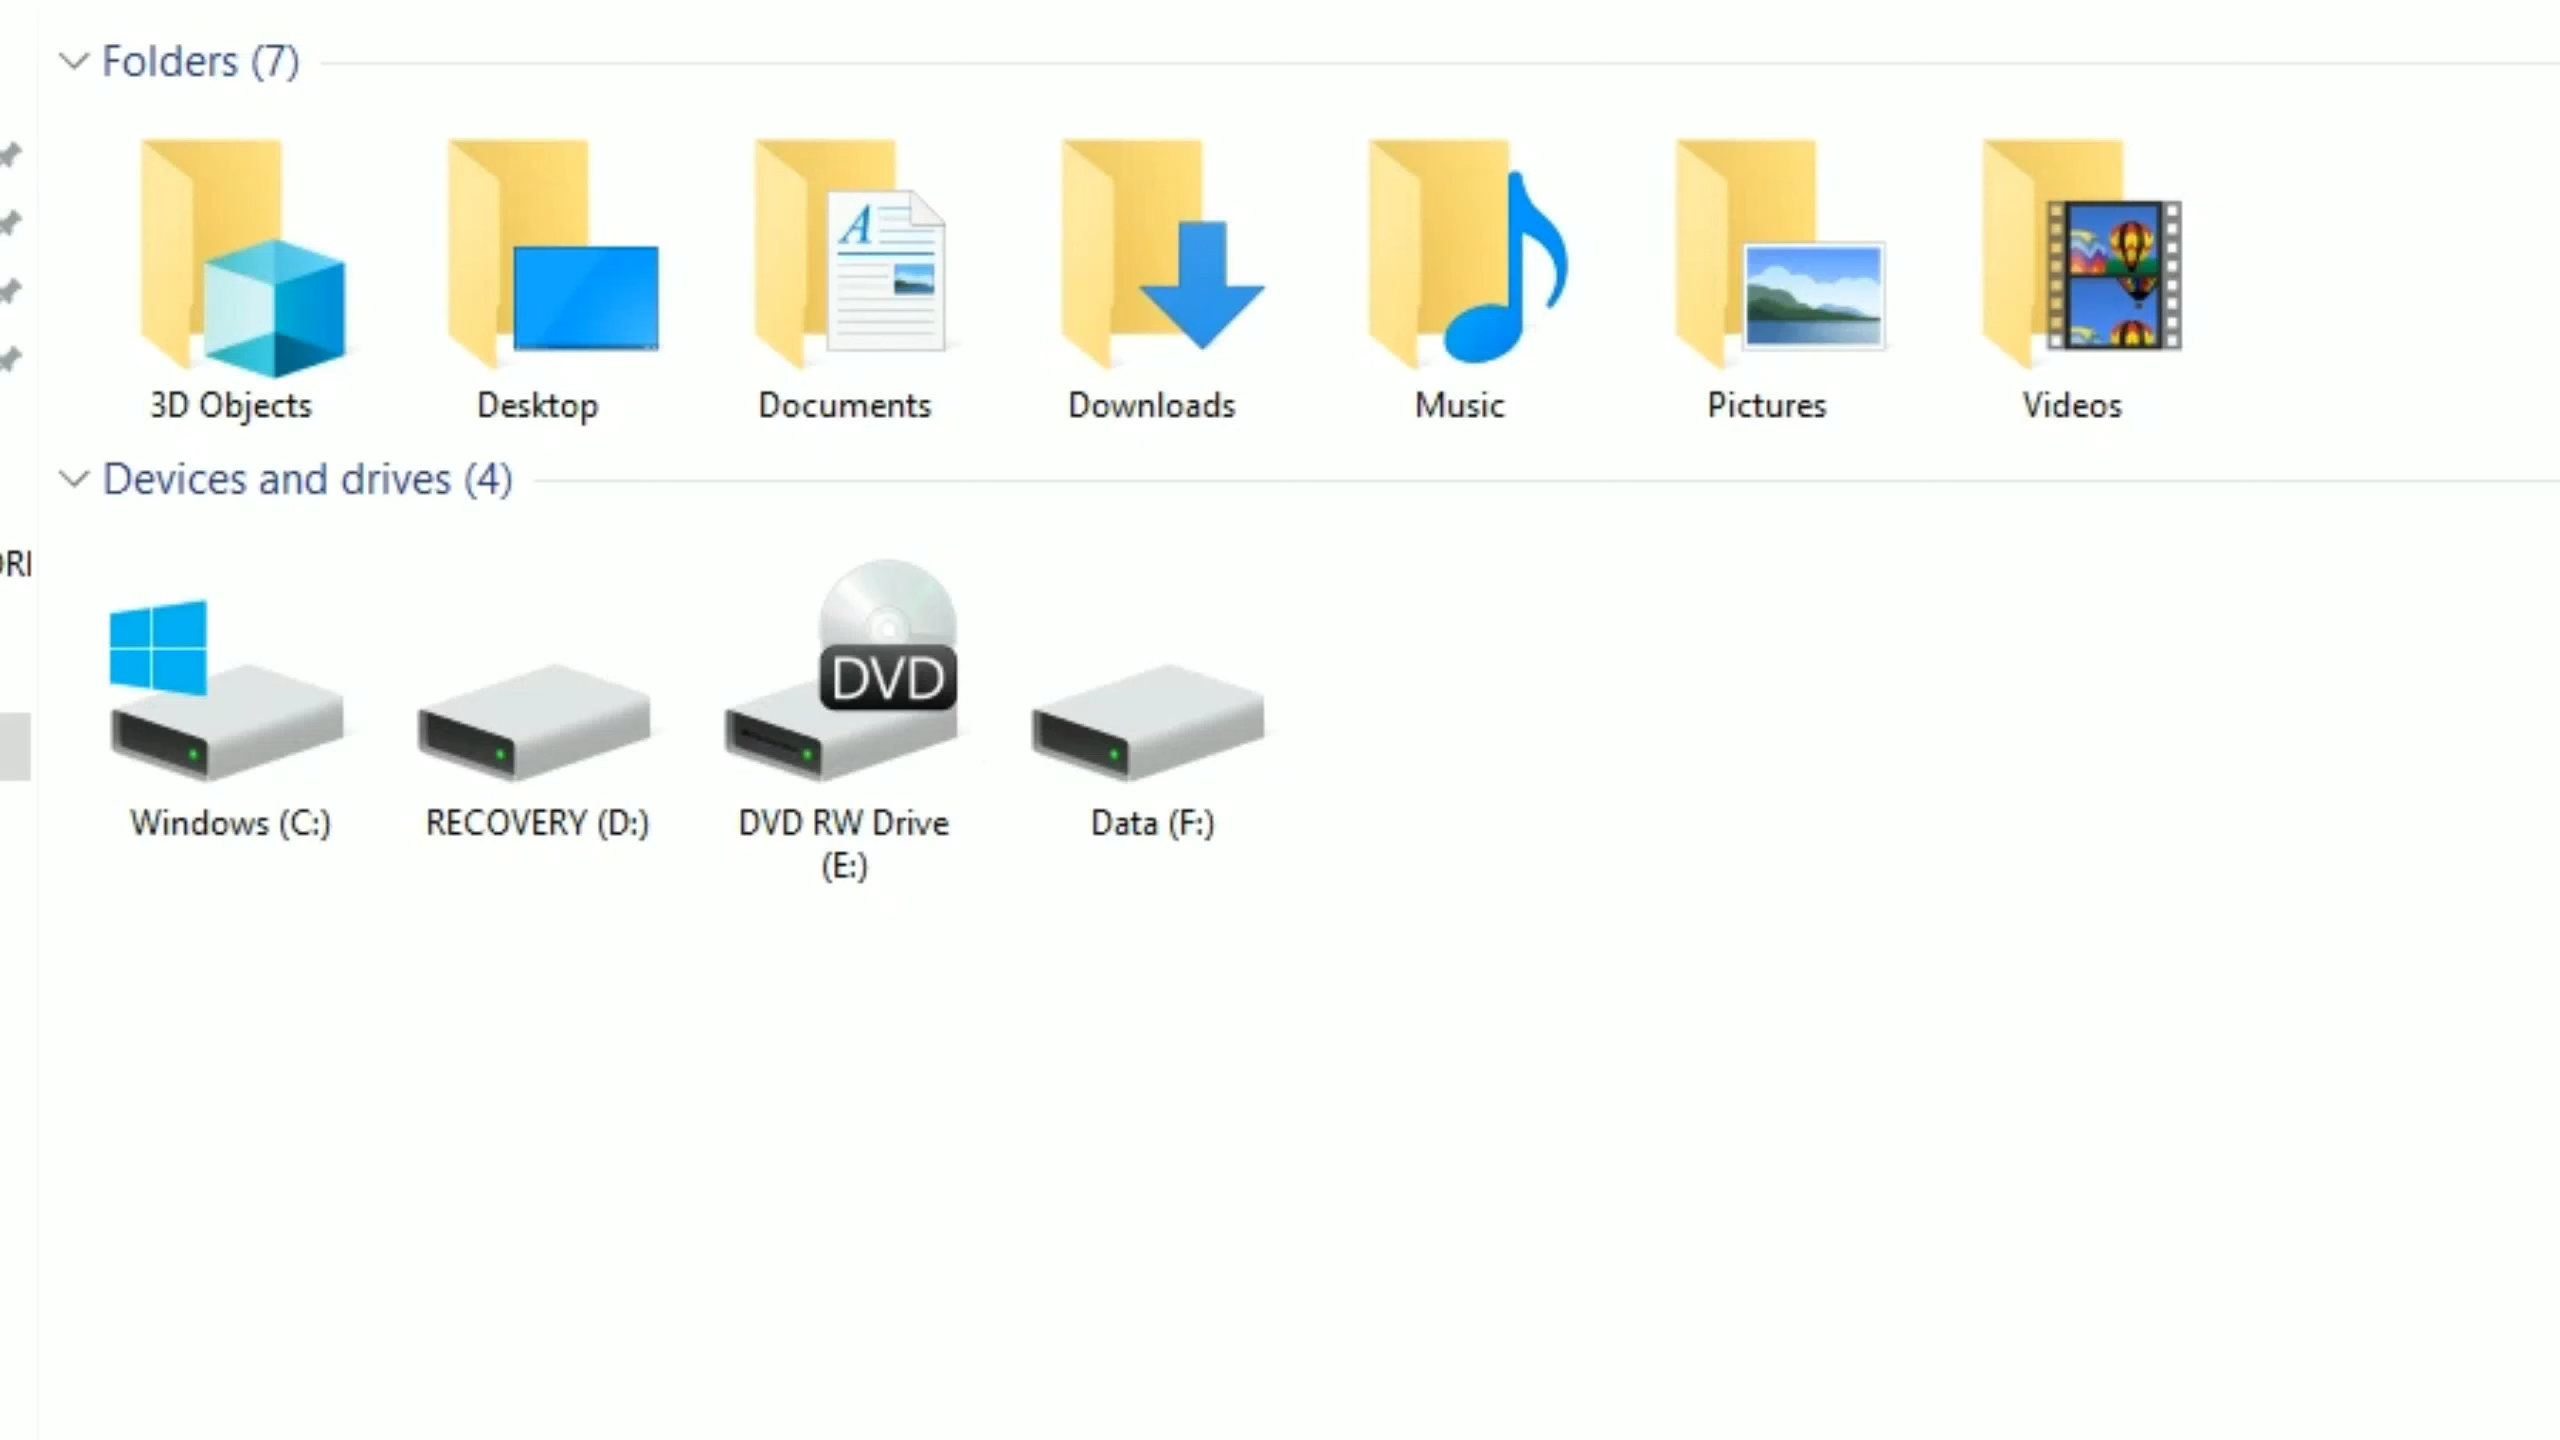 Folders (7)
3D Objects
Desktop
Documents
Downloads
Music
Pictures
Videos
Devices and drives (4)
DVD
Windows (C:)
RECOVERY (D:)
DVD RW Drive
(E:)
Data (F:)